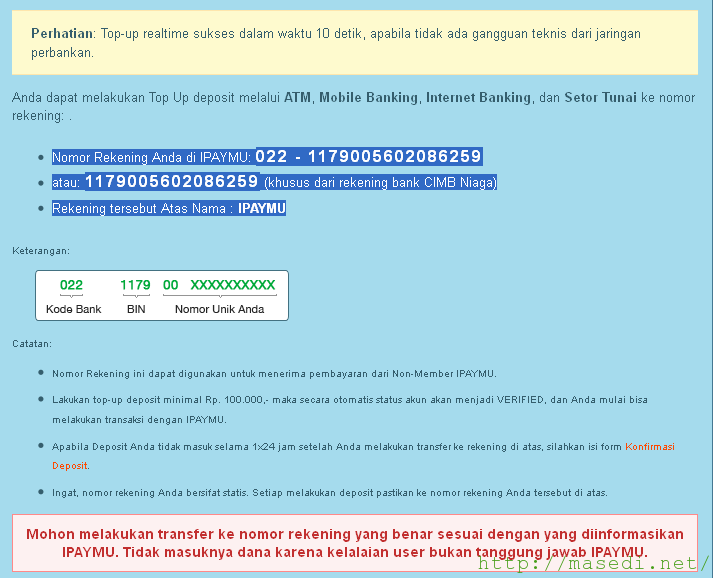 Perhatian: Top-up realtime sukses dalam waktu 10 detik, apabila tidak ada gangguan teknis dari jaringan
perbankan.
Anda dapat melakukan Top Up deposit melalui ATM, Mobile Banking, Internet Banking, dan Setor Tunai ke nomor
rekening: .
Nomor Rekening Anda di IPAYMU: 022 - 1179005602086259
atau: 1179005602086259 (khusus dari rekening bank CIMB Niaga)
Rekening tersebut Atas Nama : IPAYMU
Keterangan:
022 1179 00 XXXXXXXXXX
Kode Bank BIN Nomor Unik Anda
Catatan:
Nomor Rekening ini dapat digunakan untuk menerima pembayaran dari Non-Member IPAYMU.
Lakukan top-up deposit minimal Rp. 100.000,- maka secara otomatis status akun akan menjadi VERIFIED, dan Anda mulai bisa
melakukan transaksi dengan IPAYMU.
Apabila Deposit Anda tidak masuk selama 1x24 jam setelah Anda melakukan transfer ke rekening di atas, silahkan isi form Konfirmasi
Deposit.
Ingat, nomor rekening Anda bersifat statis. Setiap melakukan deposit pastikan ke nomor rekening Anda tersebut di atas.
Mohon melakukan transfer ke nomor rekening yang benar sesuai dengan yang diinformasikan
IPAYMU. Tidak masuknya dana karena kelalaian user bukan tanggung jawab IPAYMU.
http://masedi.net/